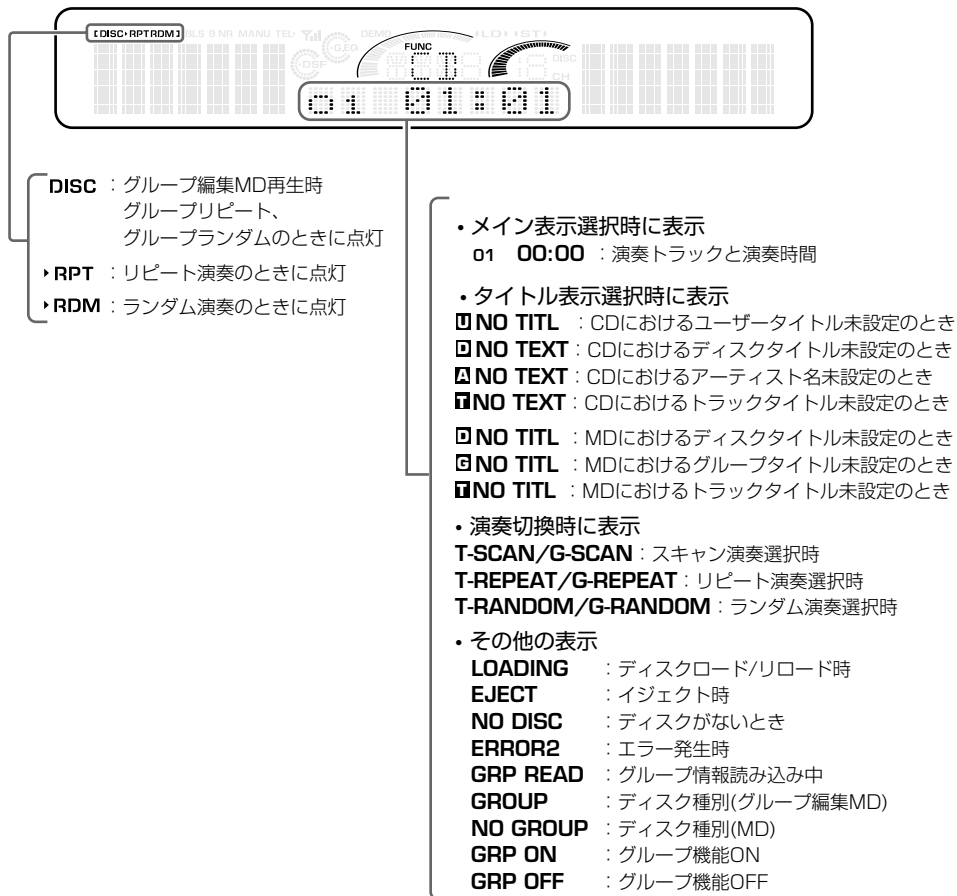 DISC RPT RDM BLS B NR MANU TEL DEMO
FUNC
G.EQ
DSF
CD
DISC
CH
01 01:01
DISC：グループ編集MD再生時
グループリピート、
グループランダムのときに点灯
RPT：リピート演奏のときに点灯
RDM：ランダム演奏のときに点灯
・メイン表示選択時に表示
01 00:00：演奏トラックと演奏時間
・タイトル表示選択時に表示
U NO TITL：CDにおけるユーザータイトル未設定のとき
D NO TEXT：CDにおけるディスクタイトル未設定のとき
A NO TEXT：CDにおけるアーティスト名未設定のとき
T NO TEXT：CDにおけるトラックタイトル未設定のとき
D NO TITL：MDにおけるディスクタイトル未設定のとき
G NO TITL：MDにおけるグループタイトル未設定のとき
T NO TITL：MDにおけるトラックタイトル未設定のとき
・演奏切換時に表示
T-SCAN/G-SCAN：スキャン演奏選択時
T-REPEAT/G-REPEAT：リピート演奏選択時
T-RANDOM/G-RANDOM：ランダム演奏選択時
・その他の表示
LOADING：ディスクロード/リロード時
EJECT：イジェクト時
NO DISC：ディスクがないとき
ERROR2：エラー発生時
GRP READ：グループ情報読み込み中
GROUP：ディスク種別(グループ編集MD)
NO GROUP：ディスク種別(MD)
GRP ON：グループ機能ON
GRP OFF：グループ機能OFF